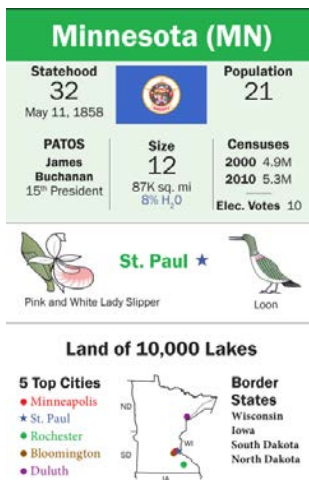 Minnesota (MN)
Statehood
32
May 11, 1858
Population
21
PATOS
James
Buchanan
15th President
Size
12
87K sq. mi
8% H2O
Censuses
2000 4.9M
2010 5.3M
Elec. Votes 10
St. Paul ★
Pink and White Lady Slipper
Loon
Land of 10,000 Lakes
5 Top Cities
● Minneapolis
★ St. Paul
● Rochester
● Bloomington
● Duluth
ND
SD
WI
IA
Border
States
Wisconsin
Iowa
South Dakota
North Dakota